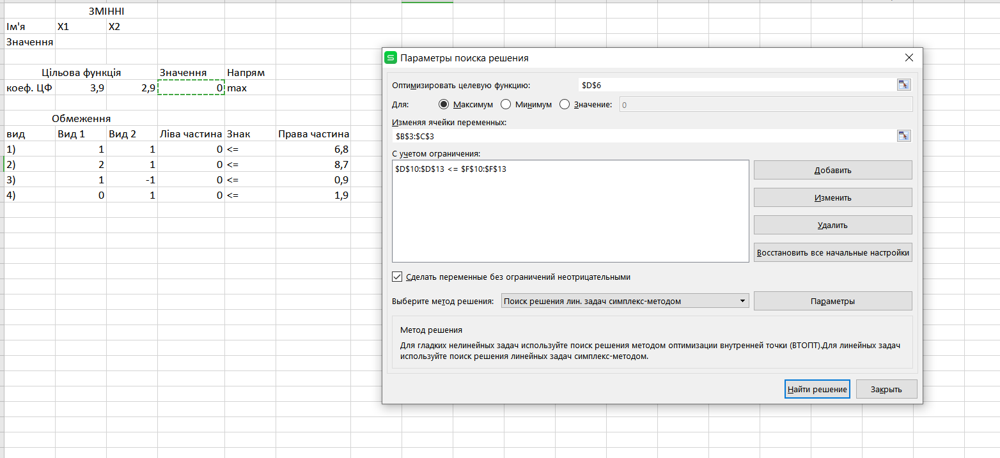 ЗМІННІ
Ім'я X1 X2
Значення
Цільова функція Значення Напрям
коеф. ЦФ 3,9 2,9 0 max
Обмеження
вид Вид 1 Вид 2 Ліва частина Знак Права частина
1) 1 1 0 <= 6,8
2) 2 1 0 <= 8,7
3) 1 -1 0 <= 0,9
4) 0 1 0 <= 1,9
Параметры поиска решения
Оптимизировать целевую функцию: $D$6
Для: Максимум Минимум Значение: 0
Изменяя ячейки переменных:
$B$3:$C$3
С учетом ограничения:
$D$10:$D$13 <= $F$10:$F$13
Добавить
Изменить
Удалить
Восстановить все начальные настройки
Сделать переменные без ограничений неотрицательными
Выберите метод решения: Поиск решения лин. задач симплекс-методом Параметры
Метод решения
Для гладких нелинейных задач используйте поиск решения методом оптимизации внутренней точки (ВТОПТ).Для линейных задач
используйте поиск решения линейных задач симплекс-методом.
Найти решение Закрыть